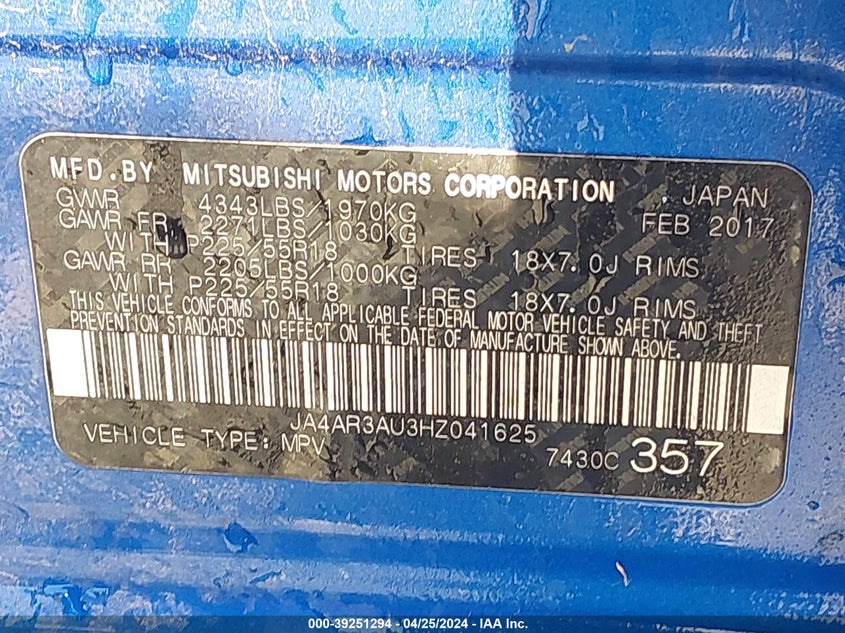 MFD.BY MITSUBISHI MOTORS CORPORATION , JAPAN
GVWR 4343LBS/1970KG FEB 2017
GAWR FR 2271LBS/1030KG
WITH P225/55R18 TIRES 18X7.0J RIMS
GAWR RR 2205LBS/1000KG
WITH P225/55R18 TIRES 18X7.0J RIMS
THIS VEHICLE CONFORMS TO ALL APPLICABLE FEDERAL MOTOR VEHICLE SAFETY AND THEFT
PREVENTION STANDARDS IN EFFECT ON THE DATE OF MANUFACTURE SHOWN ABOVE.
JA4AR3AU3HZ041625
VEHICLE TYPE: MPV 7430C 357
000-39251294 - 04/25/2024 - IAA Inc.